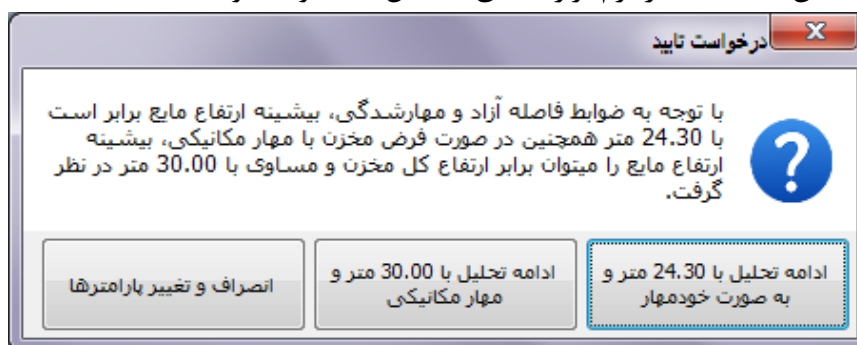 درخواست تایید
با توجه به ضوابط فاصله آزاد و مهارشدگی، بیشینه ارتفاع مایع برابر است
با 24.30 متر همچنین در صورت فرض مخزن با مهار مکانیکی، بیشینه
ارتفاع مایع را میتوان برابر ارتفاع کل مخزن و مساوی با 30.00 متر در نظر
گرفت.
ادامه تحلیل با 24.30 متر و
به صورت خودمهار
ادامه تحلیل با 30.00 متر و
مهار مکانیکی
انصراف و تغییر پارامترها